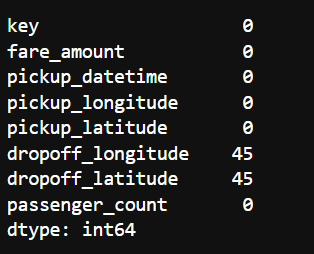 key                   0
fare_amount           0
pickup_datetime       0
pickup_longitude      0
pickup_latitude       0
dropoff_longitude    45
dropoff_latitude     45
passenger_count       0
dtype: int64